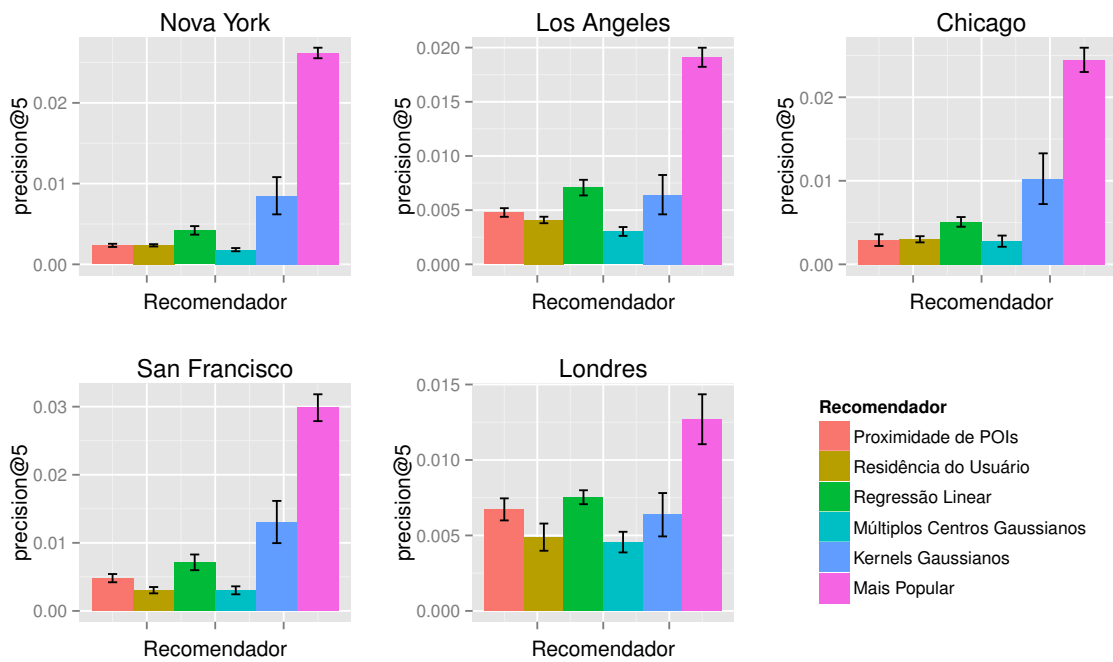 Nova York
precision@5
0.02
0.01
0.00
Recomendador
Los Angeles
precision@5
0.020
0.015
0.010
0.005
0.000
Recomendador
Chicago
precision@5
0.02
0.01
0.00
Recomendador
San Francisco
precision@5
0.03
0.02
0.01
0.00
Recomendador
Londres
precision@5
0.015
0.010
0.005
0.000
Recomendador
Recomendador
Proximidade de POIs
Residência do Usuário
Regressão Linear
Múltiplos Centros Gaussianos
Kernels Gaussianos
Mais Popular